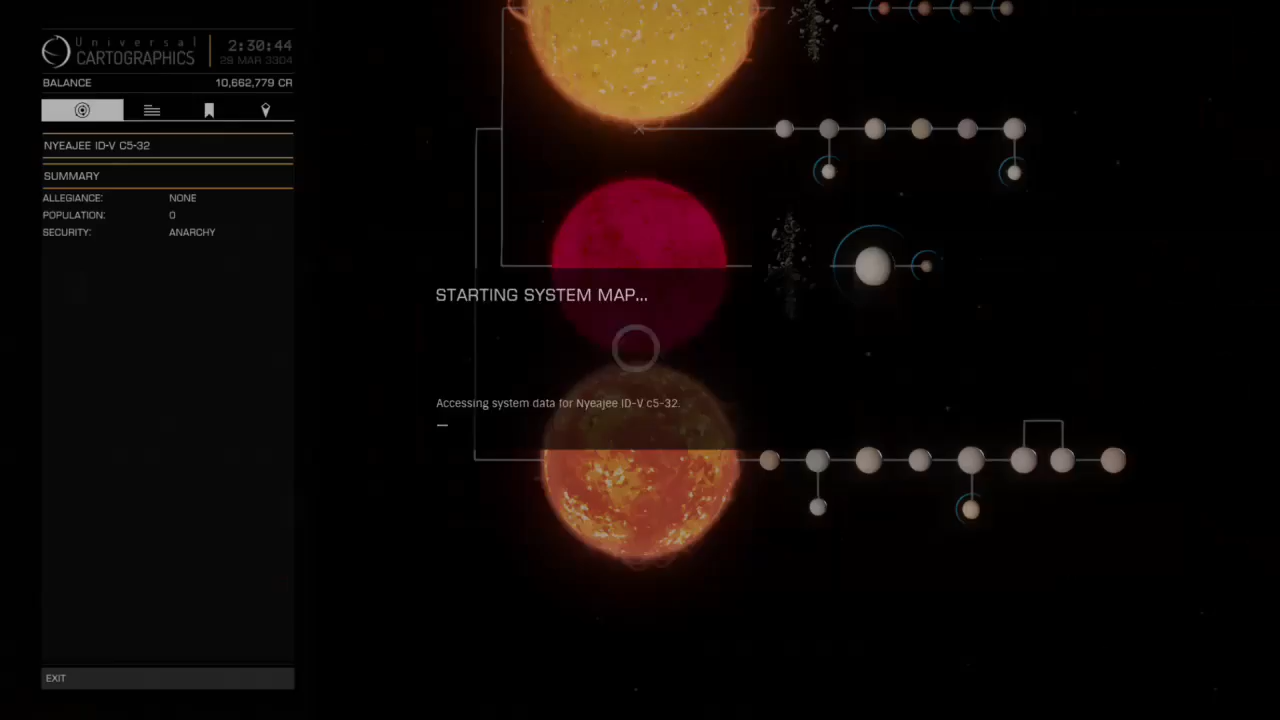 Universal
CARTOGRAPHICS
2:30:44
28 MAR 3304
BALANCE 10,662,779 CR
NYEAJEE ID-V C5-32
SUMMARY
ALLEGIANCE: NONE
POPULATION: 0
SECURITY: ANARCHY
STARTING SYSTEM MAP...
Accessing system data for Nyeajee ID-V c5-32.
EXIT